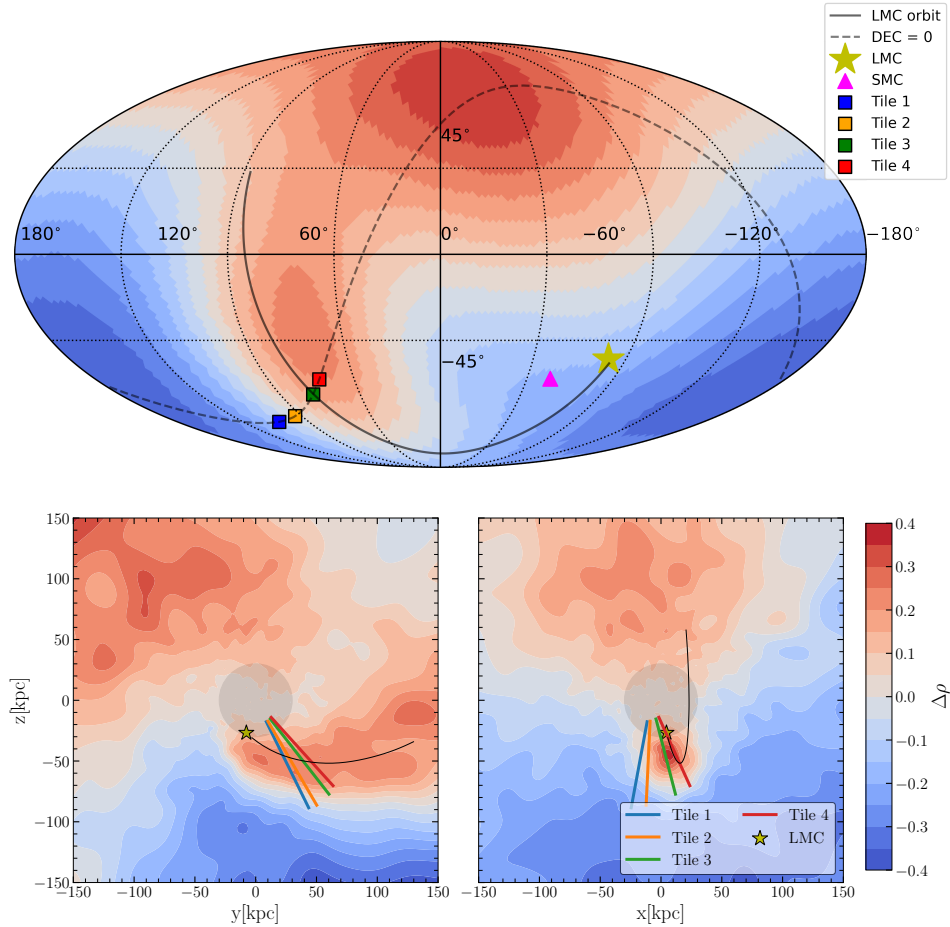 LMC orbit
DEC = 0
LMC
SMC
Tile 1
Tile 2
Tile 3
Tile 4
45°
180° 120° 60° 0° −60° −120° −180°
−45°
150
100
50
0
−50
−100
−150
z[kpc]
−150 −100 −50 0 50 100 150
y[kpc]
Tile 1
Tile 2
Tile 3
Tile 4
LMC
−150 −100 −50 0 50 100 150
x[kpc]
0.4
0.3
0.2
0.1
0.0
−0.1
−0.2
−0.3
−0.4
Δρ